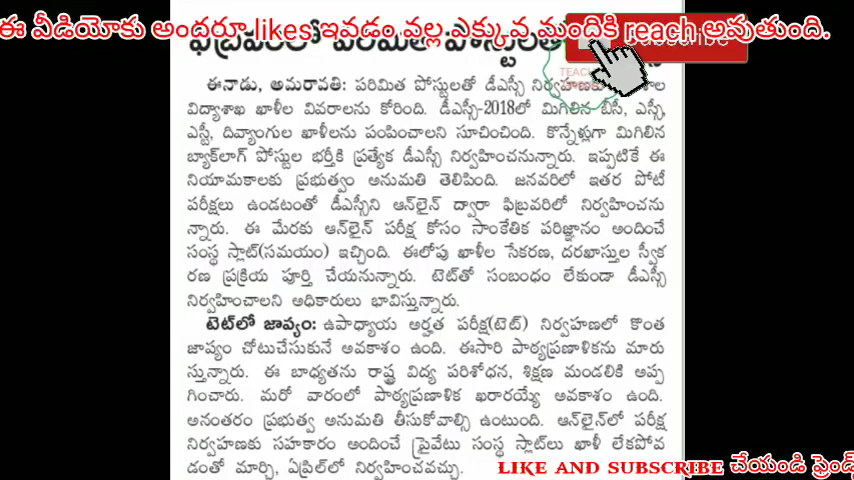 ఈ వీడియోకు అందరూ likes ఇవడం వల్ల ఎక్కువ మందికి reach అవుతుంది.
ఫిబ్రవరిలో పరిమిత పోస్టులతో
Subscribe
ఈనాడు, అమరావతి: పరిమిత పోస్టులతో డీఎస్సీ నిర్వహణకు
విద్యాశాఖ ఖాళీల వివరాలను కోరింది. డీఎస్సీ-2018లో మిగిలిన బీసీ, ఎస్సీ,
ఎస్టీ, దివ్యాంగుల ఖాళీలను పంపించాలని సూచించింది. కొన్నేళ్లుగా మిగిలిన
బ్యాక్‌లాగ్ పోస్టుల భర్తీకి ప్రత్యేక డీఎస్సీ నిర్వహించనున్నారు. ఇప్పటికే ఈ
నియామకాలకు ప్రభుత్వం అనుమతి తెలిపింది. జనవరిలో ఇతర పోటీ
పరీక్షలు ఉండటంతో డీఎస్సీని ఆన్‌లైన్ ద్వారా ఫిబ్రవరిలో నిర్వహించను
న్నారు. ఈ మేరకు ఆన్‌లైన్ పరీక్ష కోసం సాంకేతిక పరిజ్ఞానం అందించే
సంస్థ స్లాట్(సమయం) ఇచ్చింది. ఈలోపు ఖాళీల సేకరణ, దరఖాస్తుల స్వీక
రణ ప్రక్రియ పూర్తి చేయనున్నారు. టెట్‌తో సంబంధం లేకుండా డీఎస్సీ
నిర్వహించాలని అధికారులు భావిస్తున్నారు.
టెట్‌లో జాప్యం: ఉపాధ్యాయ అర్హత పరీక్ష(టెట్) నిర్వహణలో కొంత
జాప్యం చోటుచేసుకునే అవకాశం ఉంది. ఈసారి పాఠ్యప్రణాళికను మారు
స్తున్నారు. ఈ బాధ్యతను రాష్ట్ర విద్య పరిశోధన, శిక్షణ మండలికి అప్ప
గించారు. మరో వారంలో పాఠ్యప్రణాళిక ఖరారయ్యే అవకాశం ఉంది.
అనంతరం ప్రభుత్వ అనుమతి తీసుకోవాల్సి ఉంటుంది. ఆన్‌లైన్‌లో పరీక్ష
నిర్వహణకు సహకారం అందించే ప్రైవేటు సంస్థ స్లాట్‌లు ఖాళీ లేకపోవ
డంతో మార్చి, ఏప్రిల్‌లో నిర్వహించవచ్చు.
LIKE AND SUBSCRIBE చేయండి ఫ్రెండ్స్